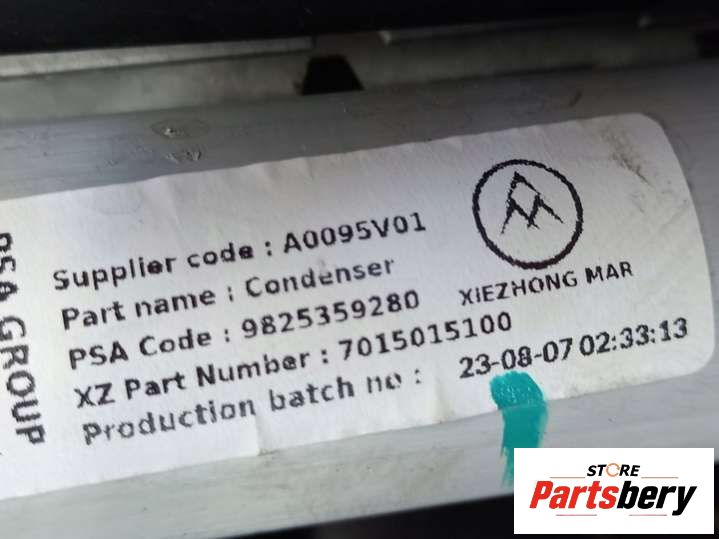 PSA GROUP
Supplier code : A0095V01
Part name : Condenser
PSA Code : 9825359280
XZ Part Number : 7015015100
Production batch no : 23-08-07 02:33:13
XIEZHONG MAR
STORE
Partsbery